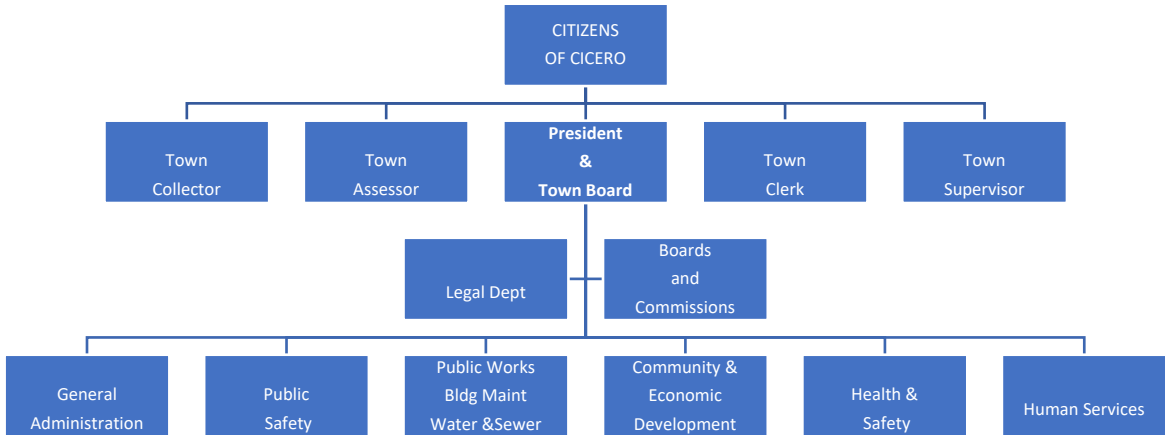 CITIZENS
OF CICERO
Town
Collector
Town
Assessor
President
&
Town Board
Town
Clerk
Town
Supervisor
Legal Dept
Boards
and
Commissions
General
Administration
Public
Safety
Public Works
Bldg Maint
Water &Sewer
Community &
Economic
Development
Health &
Safety
Human Services